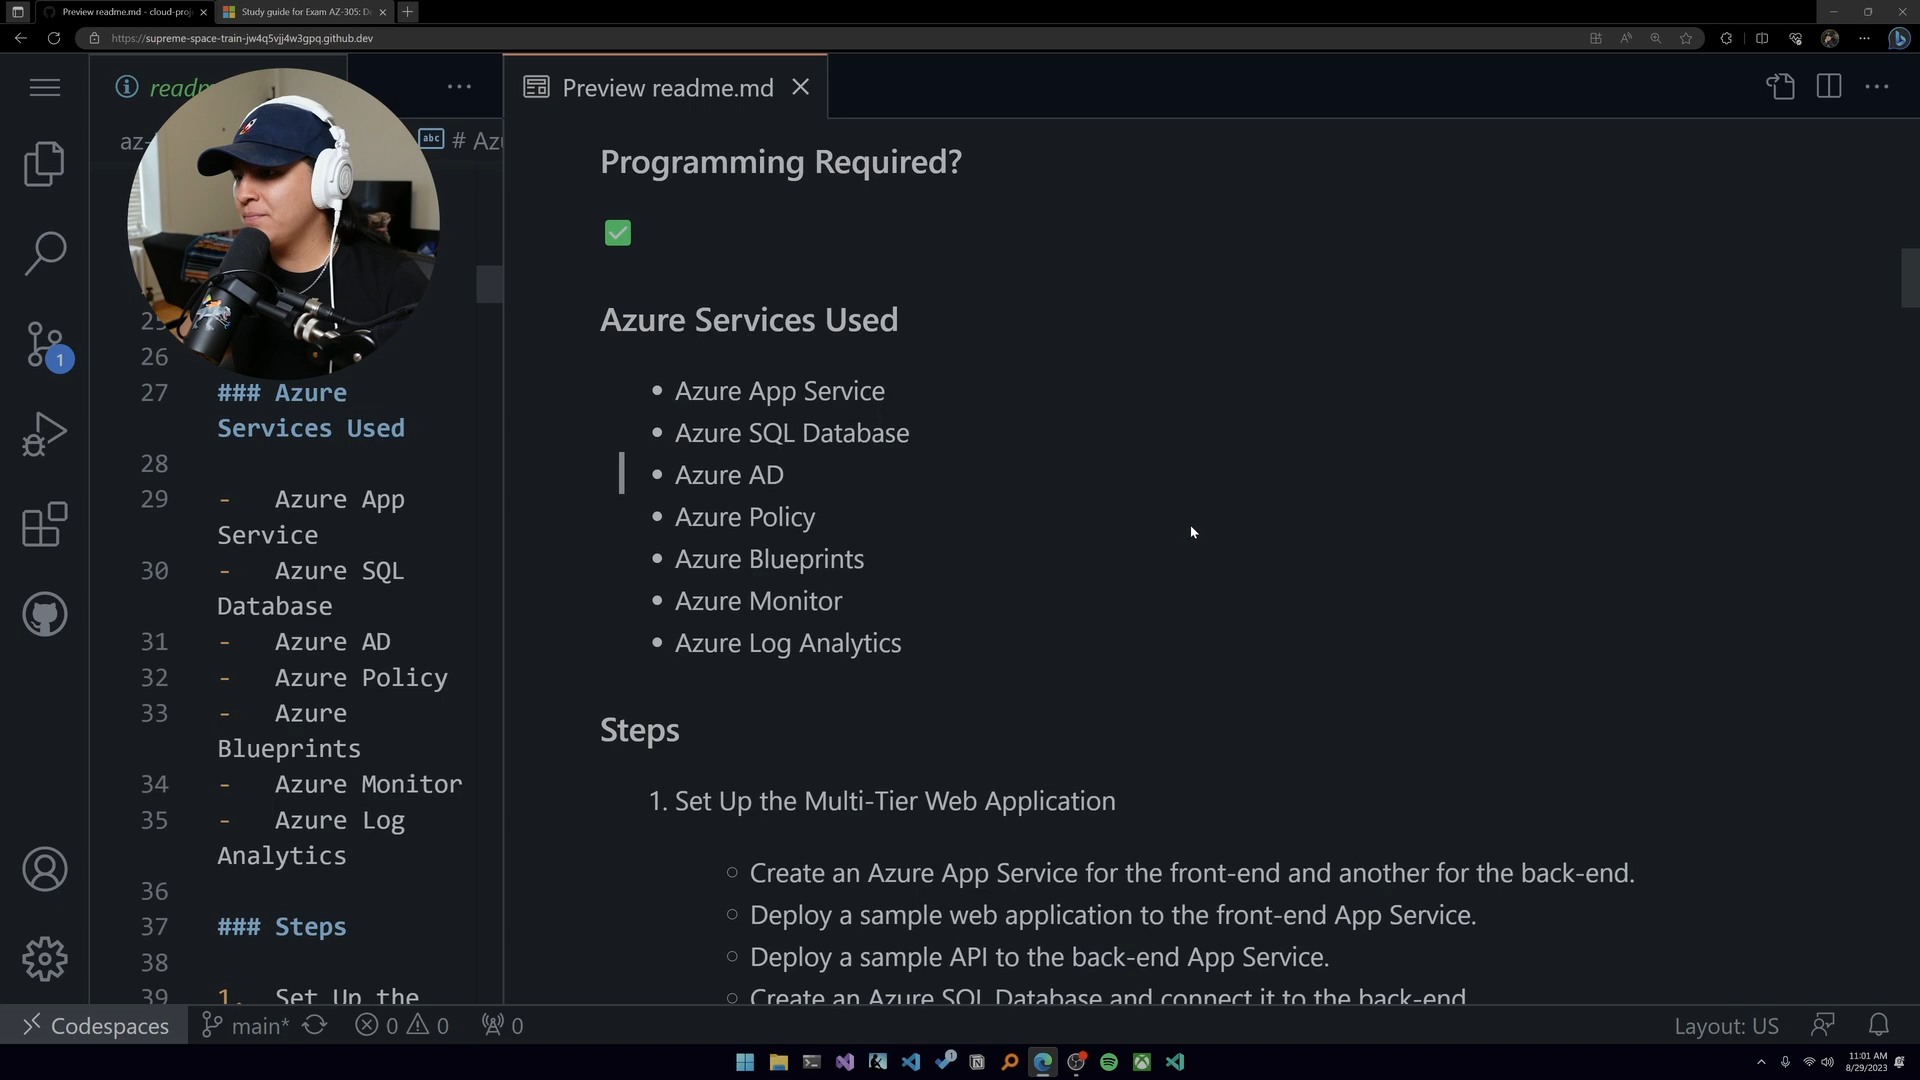 Preview readme.md - cloud-proj
Study guide for Exam AZ-305: De
https://supreme-space-train-jw4q5vjj4w3gpq.github.dev
Preview readme.md
az-
abc # Azu
Programming Required?
Azure Services Used
• Azure App Service
• Azure SQL Database
• Azure AD
• Azure Policy
• Azure Blueprints
• Azure Monitor
• Azure Log Analytics
Steps
1. Set Up the Multi-Tier Web Application
○ Create an Azure App Service for the front-end and another for the back-end.
○ Deploy a sample web application to the front-end App Service.
○ Deploy a sample API to the back-end App Service.
○ Create an Azure SQL Database and connect it to the back-end
26
27 ### Azure
Services Used
28
29 - Azure App
Service
30 - Azure SQL
Database
31 - Azure AD
32 - Azure Policy
33 - Azure
Blueprints
34 - Azure Monitor
35 - Azure Log
Analytics
36
37 ### Steps
38
39 1. Set Up the
1
Codespaces
main*
0
0
0
Layout: US
11:01 AM
8/29/2023